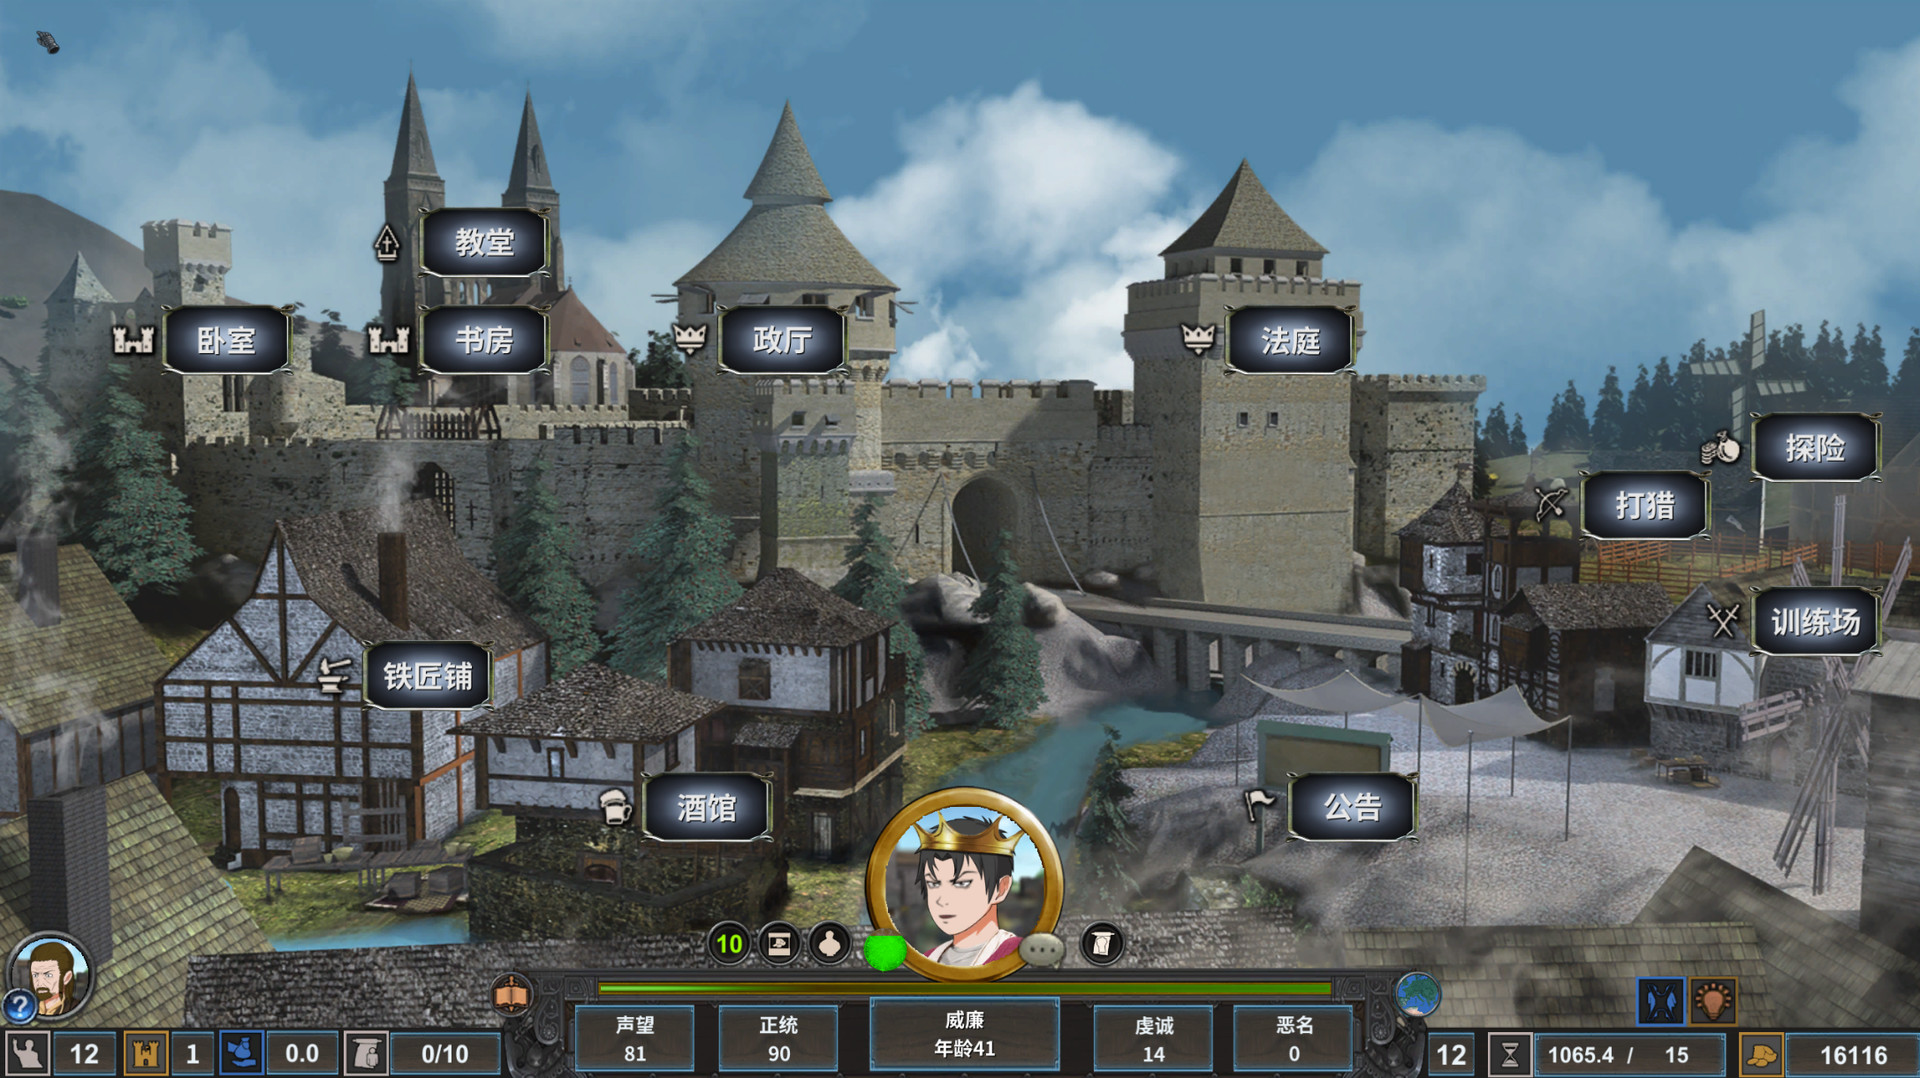 教堂
卧室
书房
政厅
法庭
探险
打猎
训练场
铁匠铺
酒馆
公告
10
?
声望
81
正统
90
威廉
年龄41
虔诚
14
恶名
0
12
1
0.0
0/10
12
1065.4 / 15
16116